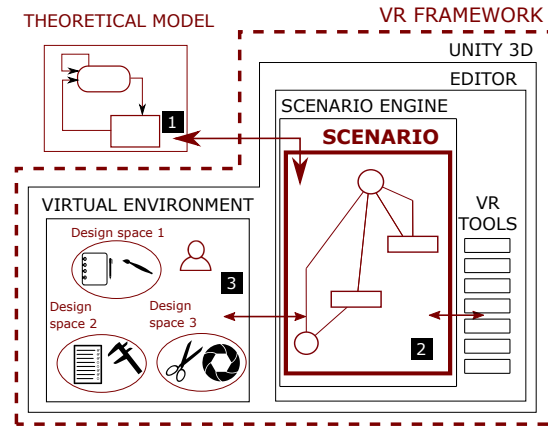 THEORETICAL MODEL
VR FRAMEWORK
UNITY 3D
EDITOR
SCENARIO ENGINE
1
SCENARIO
VIRTUAL ENVIRONMENT
VR
TOOLS
Design space 1
3
Design
space 2
Design
space 3
2